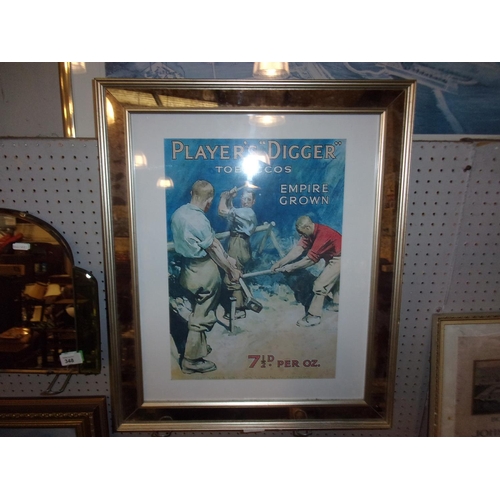 PLAYER'S "DIGGER"
TOBACCOS
EMPIRE
GROWN
7½D PER OZ.